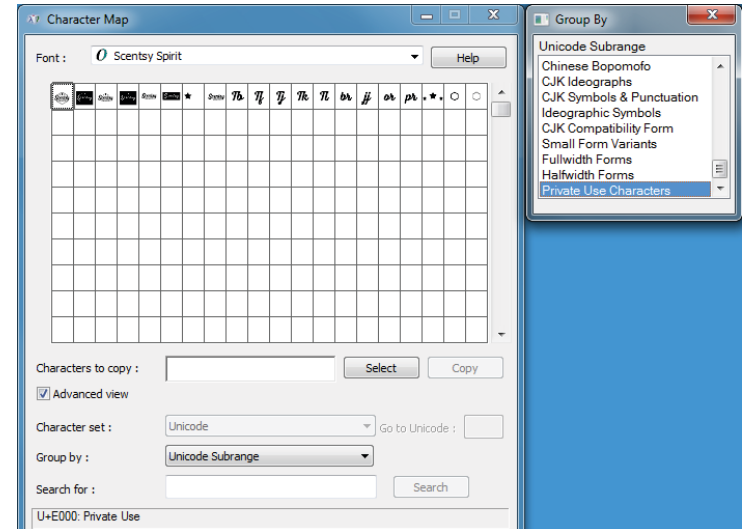 Character Map
Font :
O Scentsy Spirit
Help
Th Tf Tj Tk Tl br jj or pr
Characters to copy :
Select
Copy
Advanced view
Character set :
Unicode
Go to Unicode :
Group by :
Unicode Subrange
Search for :
Search
U+E000: Private Use
Group By
Unicode Subrange
Chinese Bopomofo
CJK Ideographs
CJK Symbols & Punctuation
Ideographic Symbols
CJK Compatibility Form
Small Form Variants
Fullwidth Forms
Halfwidth Forms
Private Use Characters